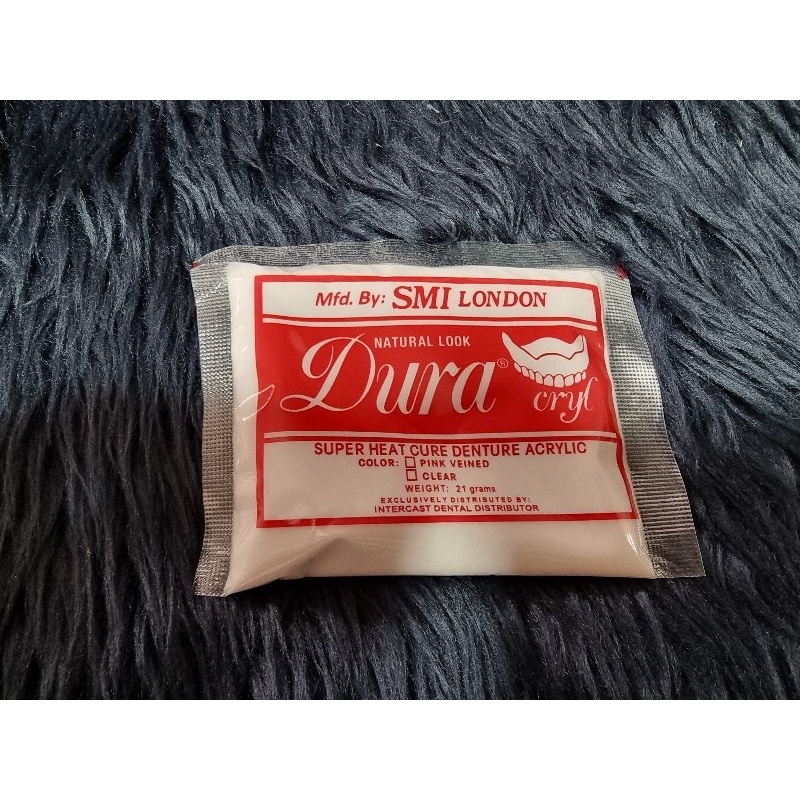 Mfd. By: SMI LONDON
NATURAL LOOK
Dura®
cryl
SUPER HEAT CURE DENTURE ACRYLIC
COLOR: PINK VEINED
CLEAR
WEIGHT: 21 grams
EXCLUSIVELY DISTRIBUTED BY:
INTERCAST DENTAL DISTRIBUTOR